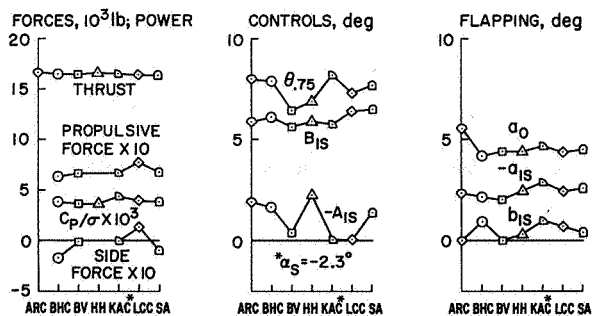 FORCES, 10³lb; POWER
CONTROLS, deg
FLAPPING, deg
20
15
10
5
0
-5
THRUST
PROPULSIVE
FORCE X 10
Cₚ/σ X 10³
SIDE
FORCE X 10
ARC BHC BV HH KAC LCC SA
*
10
5
0
θ.75
B1S
-A1S
*αS=-2.3°
ARC BHC BV HH KAC LCC SA
*
10
5
0
a0
-a1S
b1S
ARC BHC BV HH KAC LCC SA
*